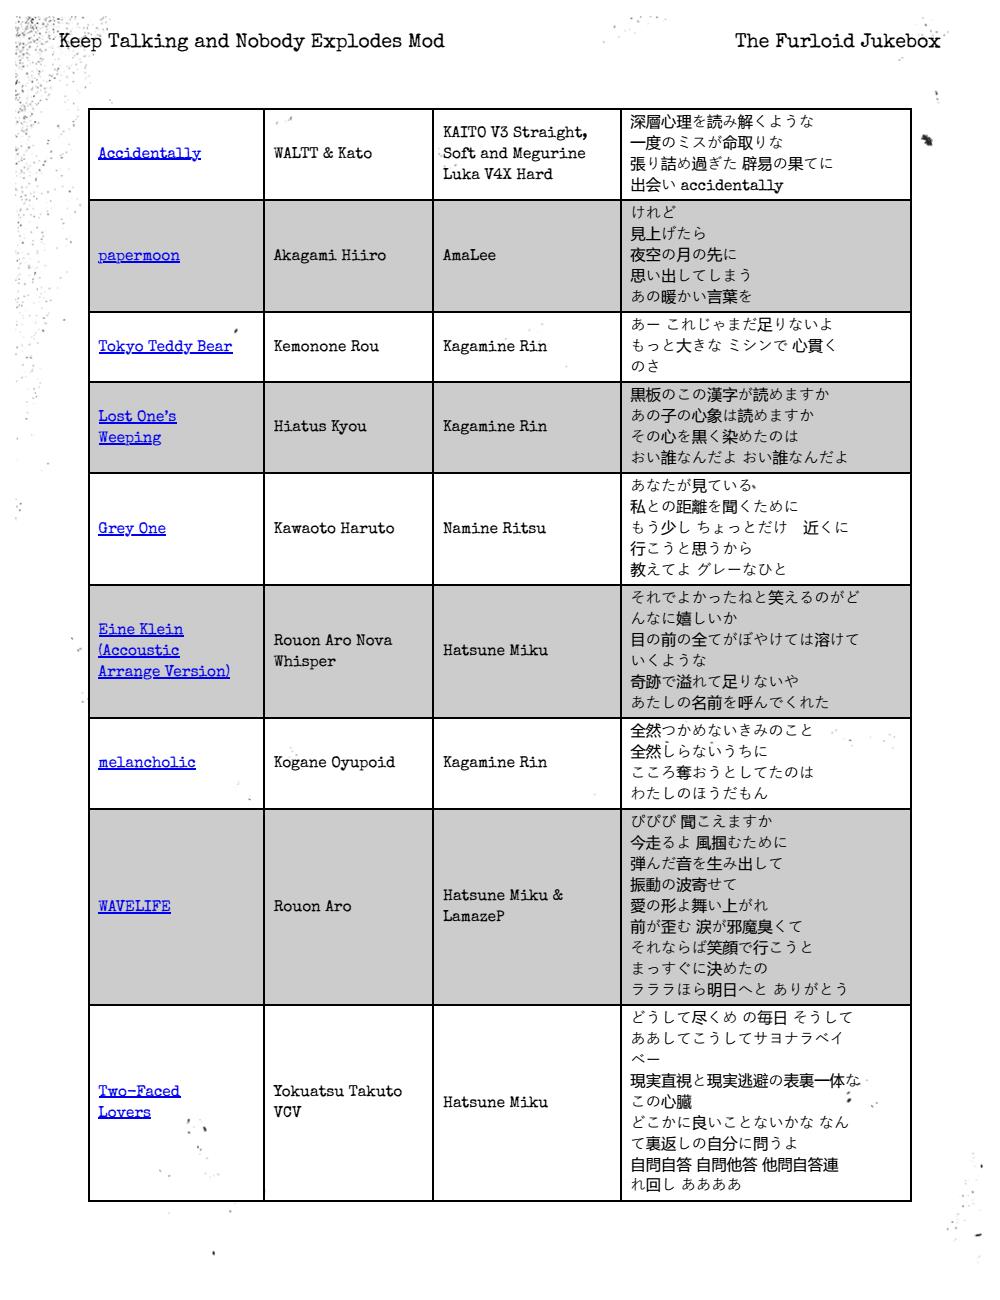 Keep Talking and Nobody Explodes Mod
The Furloid Jukebox
Accidentally
WALTT & Kato
KAITO V3 Straight,
Soft and Megurine
Luka V4X Hard
深層心理を読み解くような
一度のミスが命取りな
張り詰め過ぎた 辟易の果てに
出会い accidentally
papermoon
Akagami Hiiro
AmaLee
けれど
見上げたら
夜空の月の先に
思い出してしまう
あの暖かい言葉を
Tokyo Teddy Bear
Kemonone Rou
Kagamine Rin
あー これじゃまだ足りないよ
もっと大きな ミシンで 心貫く
のさ
Lost One's
Weeping
Hiatus Kyou
Kagamine Rin
黒板のこの漢字が読めますか
あの子の心象は読めますか
その心を黒く染めたのは
おい誰なんだよ おい誰なんだよ
Grey One
Kawaoto Haruto
Namine Ritsu
あなたが見ている
私との距離を聞くために
もう少し ちょっとだけ　近くに
行こうと思うから
教えてよ グレーなひと
Eine Klein
(Accoustic
Arrange Version)
Rouon Aro Nova
Whisper
Hatsune Miku
それでよかったねと笑えるのがど
んなに嬉しいか
目の前の全てがぼやけては溶けて
いくような
奇跡で溢れて足りないや
あたしの名前を呼んでくれた
melancholic
Kogane Oyupoid
Kagamine Rin
全然つかめないきみのこと
全然しらないうちに
こころ奪おうとしてたのは
わたしのほうだもん
WAVELIFE
Rouon Aro
Hatsune Miku &
LamazeP
ぴぴぴ 聞こえますか
今走るよ 風掴むために
弾んだ音を生み出して
振動の波寄せて
愛の形よ舞い上がれ
前が歪む 涙が邪魔臭くて
それならば笑顔で行こうと
まっすぐに決めたの
ラララほら明日へと ありがとう
Two-Faced
Lovers
Yokuatsu Takuto
VCV
Hatsune Miku
どうして尽くめ の毎日 そうして
ああしてこうしてサヨナラベイ
ベー
現実直視と現実逃避の表裏一体な
この心臓
どこかに良いことないかな なん
て裏返しの自分に問うよ
自問自答 自問他答 他問自答連
れ回し ああああ